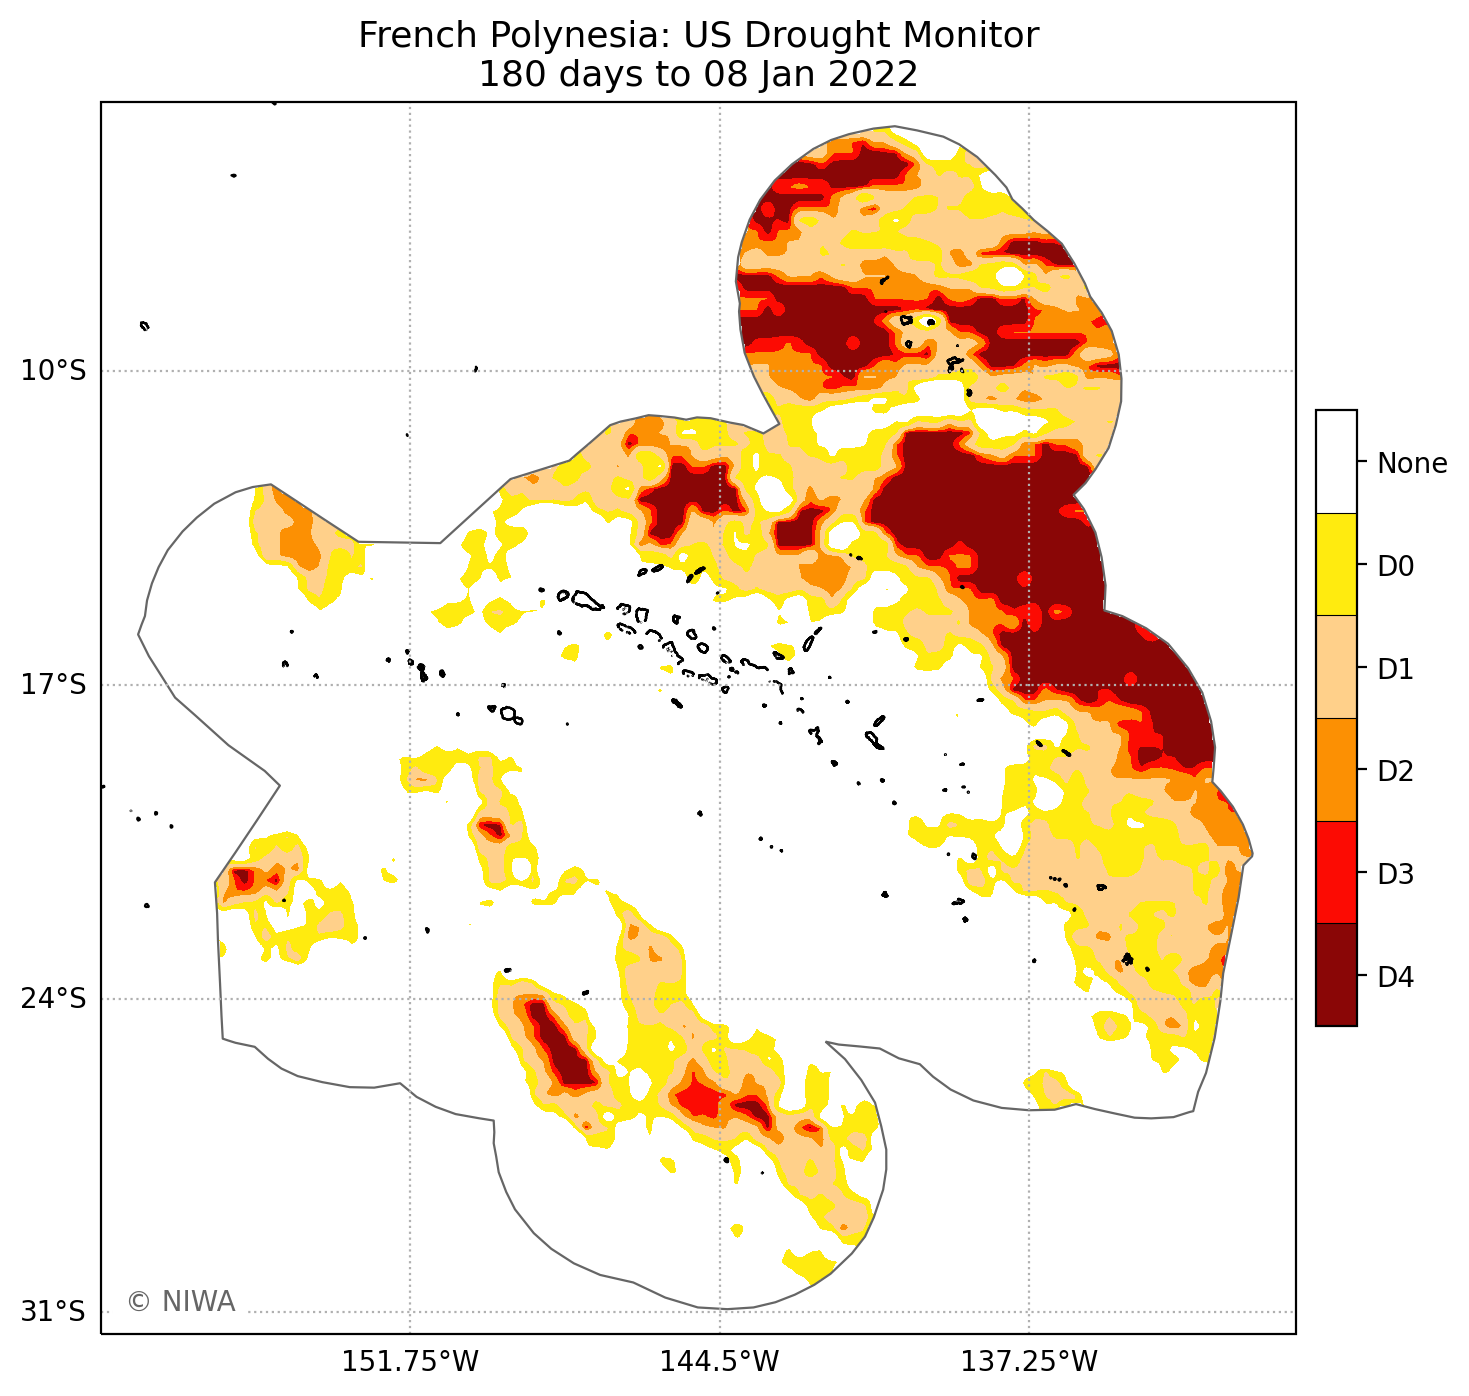 French Polynesia: US Drought Monitor
180 days to 08 Jan 2022
10°S
17°S
24°S
31°S
151.75°W
144.5°W
137.25°W
None
D0
D1
D2
D3
D4
© NIWA